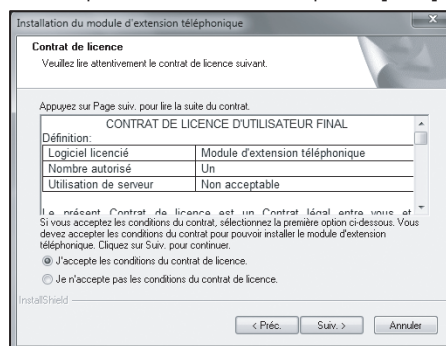 Installation du module d'extension téléphonique
Contrat de licence
Veuillez lire attentivement le contrat de licence suivant.
Appuyez sur Page suiv. pour lire la suite du contrat.
CONTRAT DE LICENCE D'UTILISATEUR FINAL
Définition:
Logiciel licencié Module d'extension téléphonique
Nombre autorisé Un
Utilisation de serveur Non acceptable
Le présent Contrat de licence est un Contrat légal entre vous et
Si vous acceptez les conditions du contrat, sélectionnez la première option ci-dessous. Vous
devez accepter les conditions du contrat pour pouvoir installer le module d'extension
téléphonique. Cliquez sur Suiv. pour continuer.
J'accepte les conditions du contrat de licence.
Je n'accepte pas les conditions du contrat de licence.
InstallShield
< Préc.
Suiv. >
Annuler